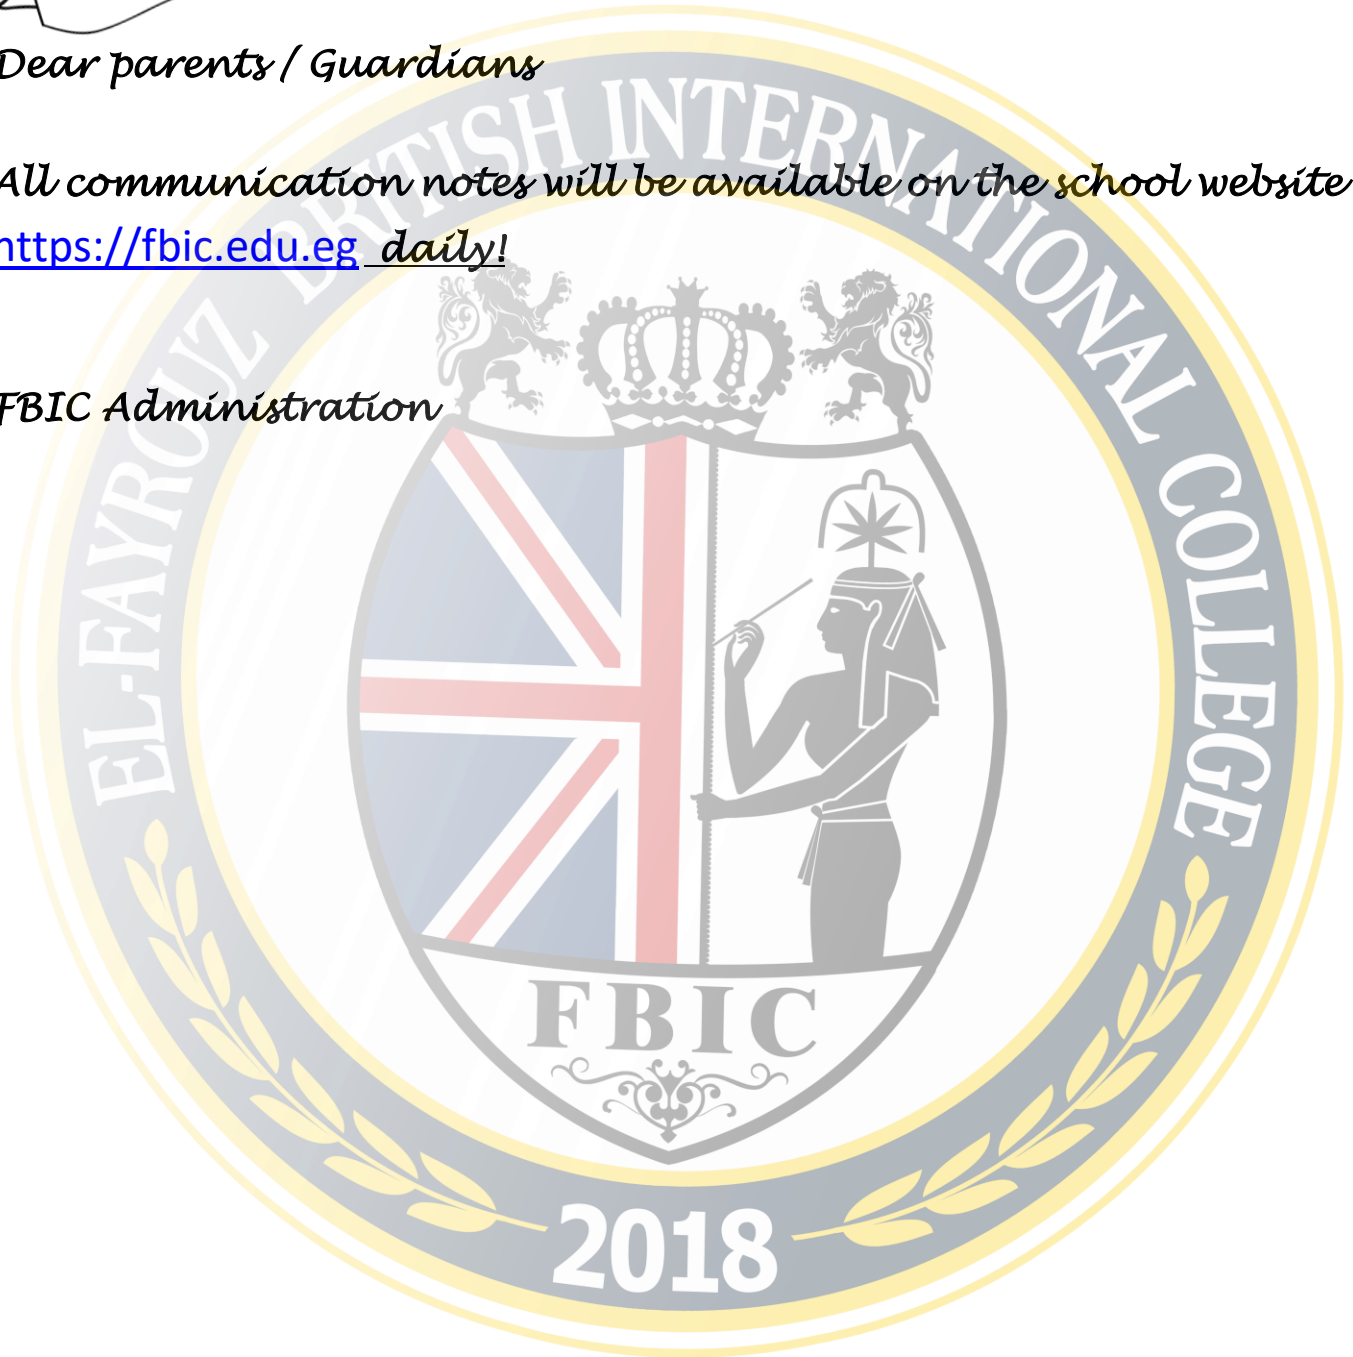 Dear parents / Guardians
All communication notes will be available on the school website
https://fbic.edu.eg daily!
FBIC Administration
EL-FAYROUZ BRITISH INTERNATIONAL COLLEGE
FBIC
2018